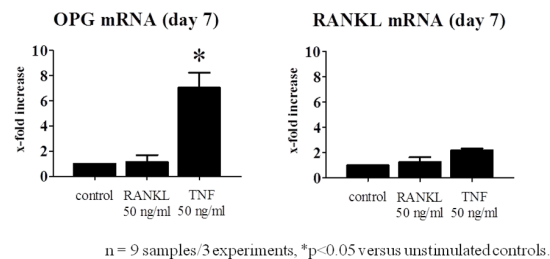 OPG mRNA (day 7)
x-fold increase
10
8
6
4
2
0
*
control
RANKL
50 ng/ml
TNF
50 ng/ml
RANKL mRNA (day 7)
x-fold increase
10
8
6
4
2
0
control
RANKL
50 ng/ml
TNF
50 ng/ml
n = 9 samples/3 experiments, *p<0.05 versus unstimulated controls.